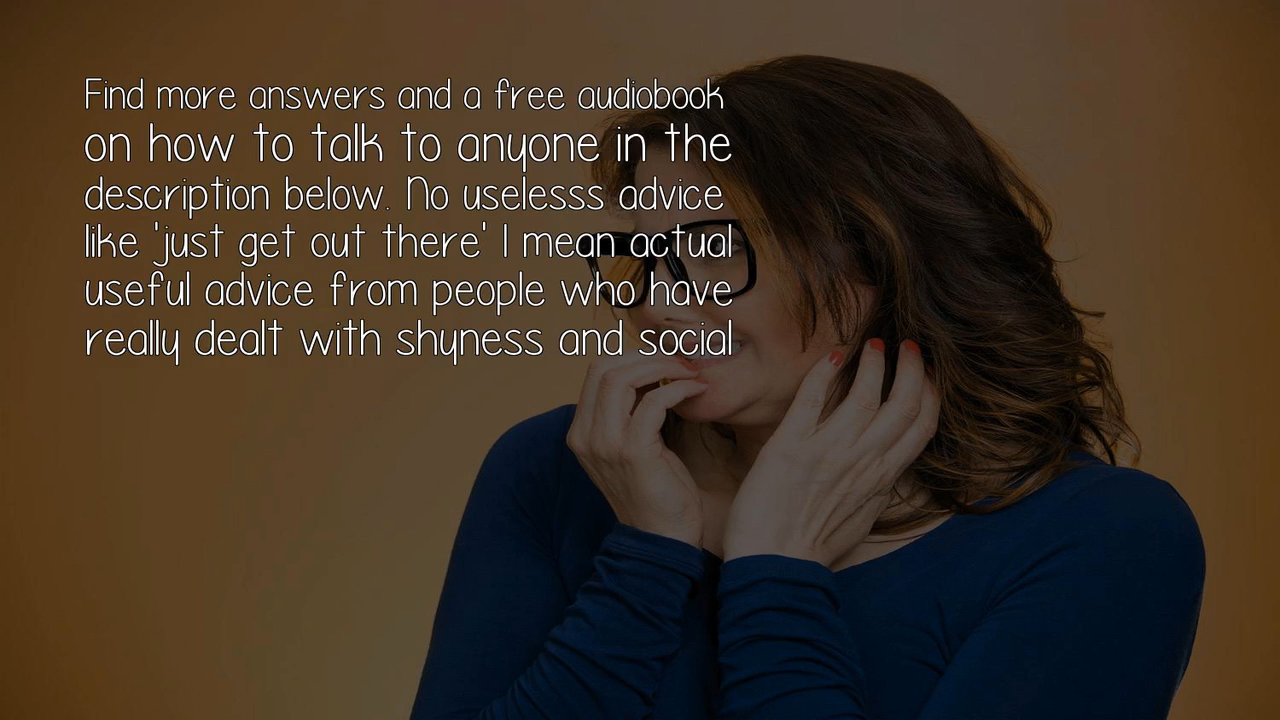 Find more answers and a free audiobook
on how to talk to anyone in the
description below. No uselesss advice
like 'just get out there' I mean actual
useful advice from people who have
really dealt with shyness and social